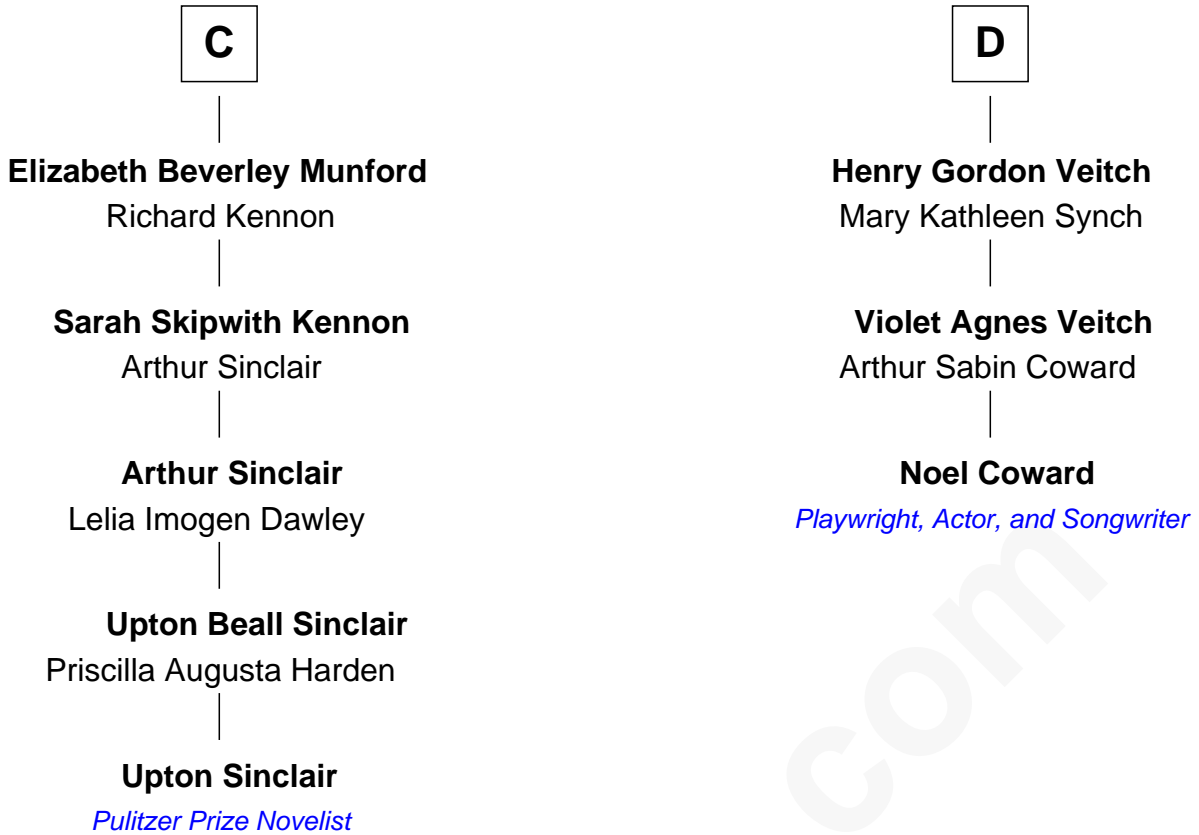 C
Elizabeth Beverley Munford
Richard Kennon
Sarah Skipwith Kennon
Arthur Sinclair
Arthur Sinclair
Lelia Imogen Dawley
Upton Beall Sinclair
Priscilla Augusta Harden
Upton Sinclair
Pulitzer Prize Novelist
D
Henry Gordon Veitch
Mary Kathleen Synch
Violet Agnes Veitch
Arthur Sabin Coward
Noel Coward
Playwright, Actor, and Songwriter
com